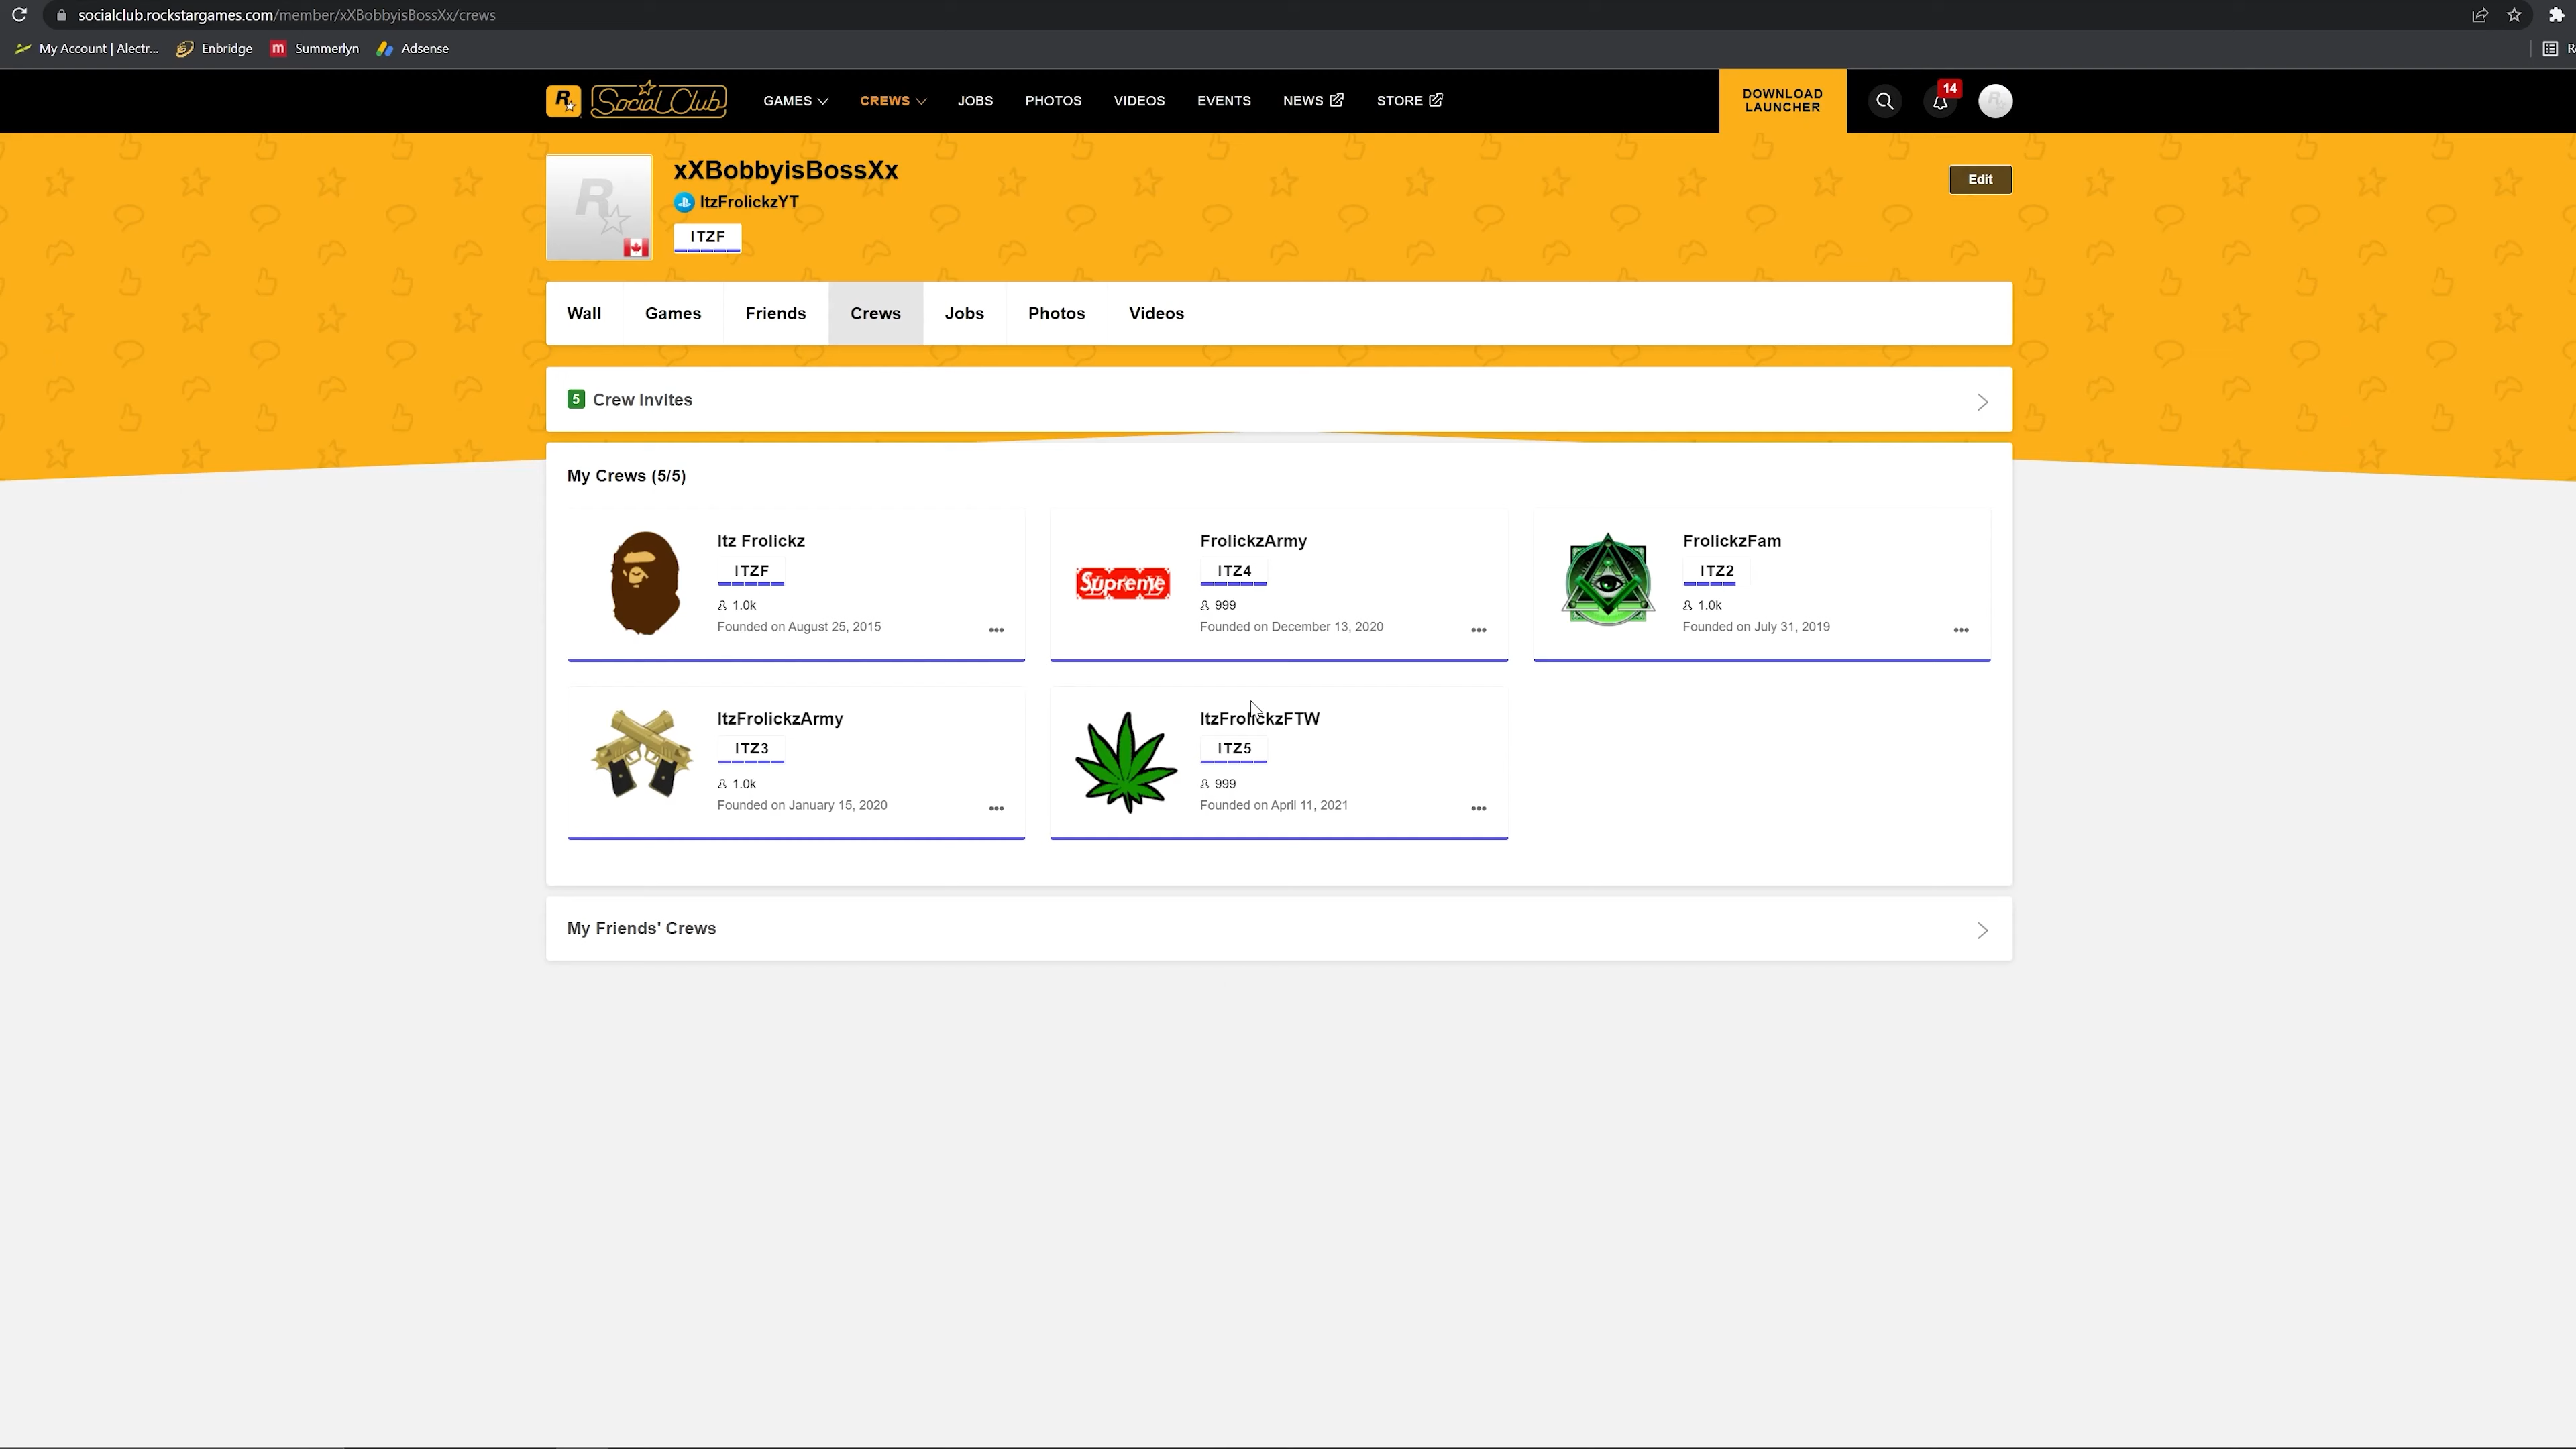 socialclub.rockstargames.com/member/xXBobbyisBossXx/crews
My Account | Alectr... Enbridge m Summerlyn Adsense
R Social Club GAMES CREWS JOBS PHOTOS VIDEOS EVENTS NEWS STORE DOWNLOAD LAUNCHER 14
xXBobbyisBossXx
Edit
ItzFrolickzYT
ITZF
Wall Games Friends Crews Jobs Photos Videos
5 Crew Invites
My Crews (5/5)
Itz Frolickz
ITZF
1.0k
Founded on August 25, 2015
•••
Supreme
FrolickzArmy
ITZ4
999
Founded on December 13, 2020
•••
FrolickzFam
ITZ2
1.0k
Founded on July 31, 2019
•••
ItzFrolickzArmy
ITZ3
1.0k
Founded on January 15, 2020
•••
ItzFrolickzFTW
ITZ5
999
Founded on April 11, 2021
•••
My Friends' Crews